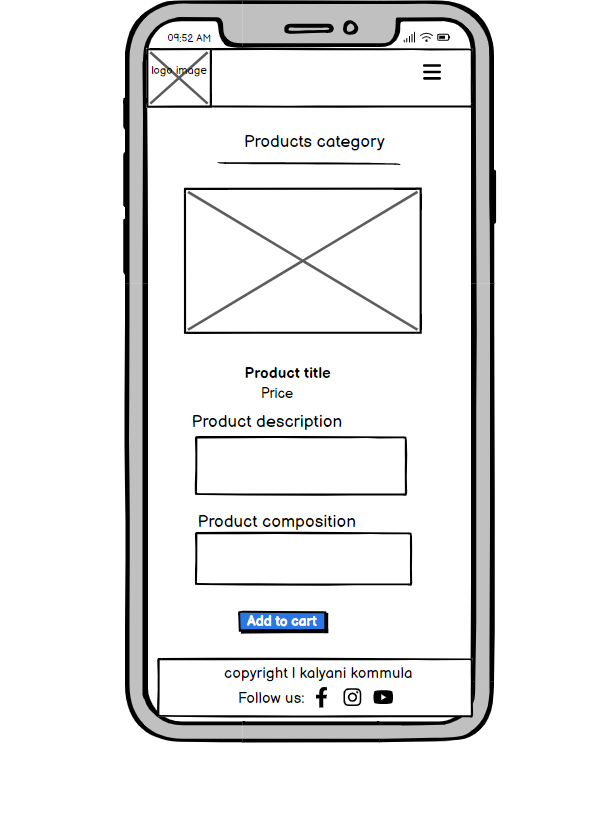 09:52 AM
logo image
Products category
Product title
Price
Product description
Product composition
Add to cart
copyright | kalyani kommula
Follow us: